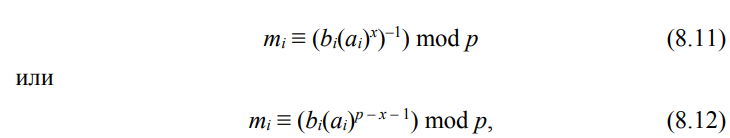 mᵢ ≡ (bᵢ(aᵢ)ˣ)⁻¹) mod p (8.11)
или
mᵢ ≡ (bᵢ(aᵢ)ᵖ ⁻ ˣ ⁻ ¹) mod p, (8.12)